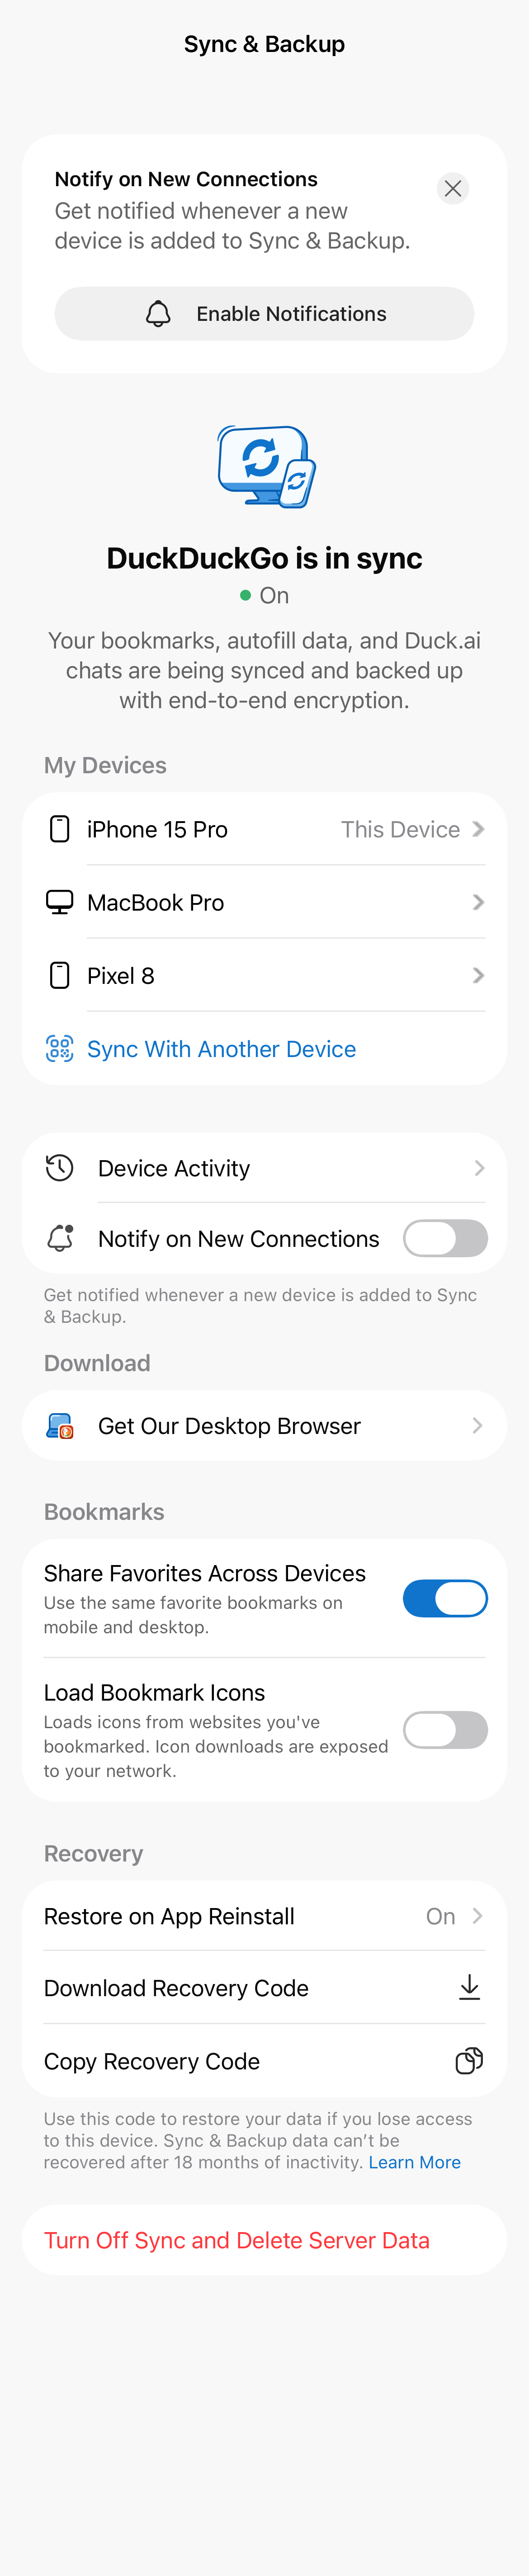 Sync & Backup
Notify on New Connections
Get notified whenever a new
device is added to Sync & Backup.
Enable Notifications
DuckDuckGo is in sync
On
Your bookmarks, autofill data, and Duck.ai
chats are being synced and backed up
with end-to-end encryption.
My Devices
iPhone 15 Pro This Device
MacBook Pro
Pixel 8
Sync With Another Device
Device Activity
Notify on New Connections
Get notified whenever a new device is added to Sync
& Backup.
Download
Get Our Desktop Browser
Bookmarks
Share Favorites Across Devices
Use the same favorite bookmarks on
mobile and desktop.
Load Bookmark Icons
Loads icons from websites you've
bookmarked. Icon downloads are exposed
to your network.
Recovery
Restore on App Reinstall On
Download Recovery Code
Copy Recovery Code
Use this code to restore your data if you lose access
to this device. Sync & Backup data can’t be
recovered after 18 months of inactivity. Learn More
Turn Off Sync and Delete Server Data